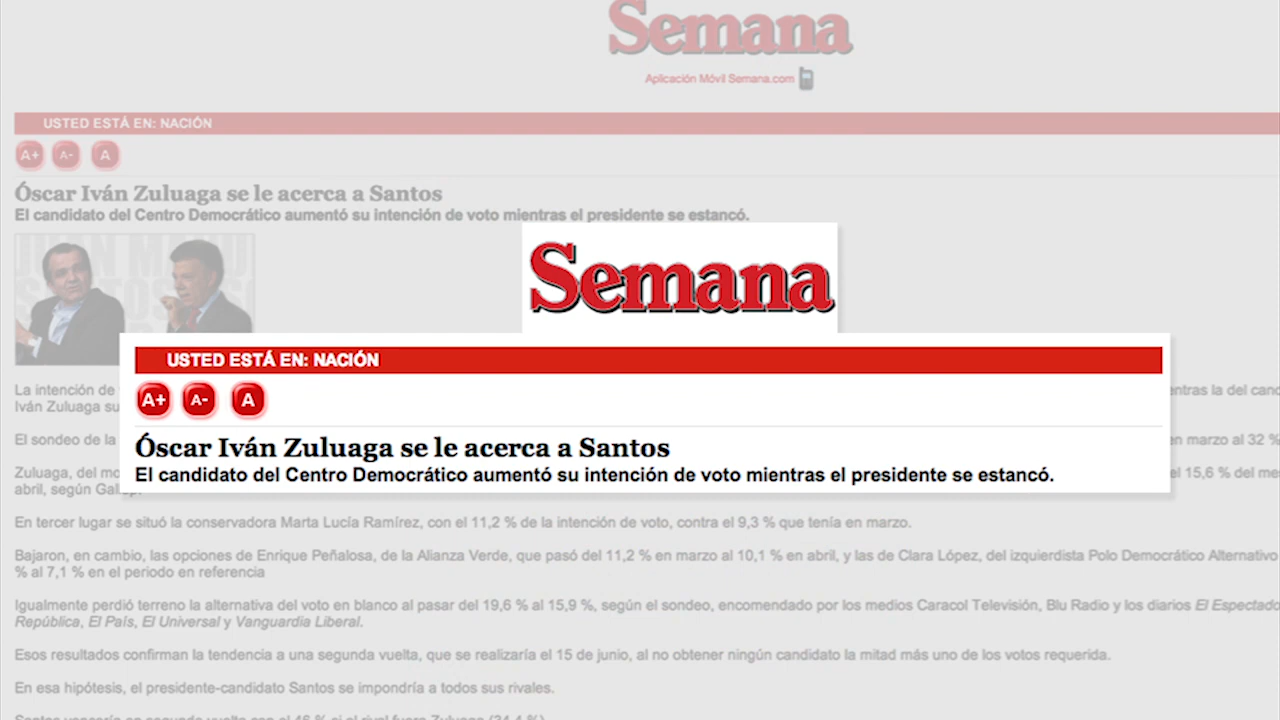 Semana
Aplicación Móvil Semana.com
USTED ESTÁ EN: NACIÓN
A+ A- A
Óscar Iván Zuluaga se le acerca a Santos
El candidato del Centro Democrático aumentó su intención de voto mientras el presidente se estancó.
Semana
USTED ESTÁ EN: NACIÓN
A+ A- A
Óscar Iván Zuluaga se le acerca a Santos
El candidato del Centro Democrático aumentó su intención de voto mientras el presidente se estancó.
La intención de
Iván Zuluaga
El sondeo de la en marzo al 32 %
Zuluaga, del el 15,6 % del
abril, según
En tercer lugar se situó la conservadora Marta Lucía Ramírez, con el 11,2 % de la intención de voto, contra el 9,3 % que tenía en marzo.
Bajaron, en cambio, las opciones de Enrique Peñalosa, de la Alianza Verde, que pasó del 11,2 % en marzo al 10,1 % en abril, y las de Clara López, del izquierdista Polo Democrático Alternativo
% al 7,1 % en el periodo en referencia
Igualmente perdió terreno la alternativa del voto en blanco al pasar del 19,6 % al 15,9 %, según el sondeo, encomendado por los medios Caracol Televisión, Blu Radio y los diarios El Espectado
República, El País, El Universal y Vanguardia Liberal.
Esos resultados confirman la tendencia a una segunda vuelta, que se realizaría el 15 de junio, al no obtener ningún candidato la mitad más uno de los votos requerida.
En esa hipótesis, el presidente-candidato Santos se impondría a todos sus rivales.